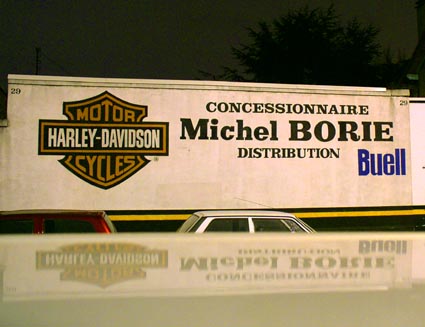 29
29
MOTOR
HARLEY-DAVIDSON
CYCLES
®
CONCESSIONNAIRE
Michel BORIE
DISTRIBUTION
Buell